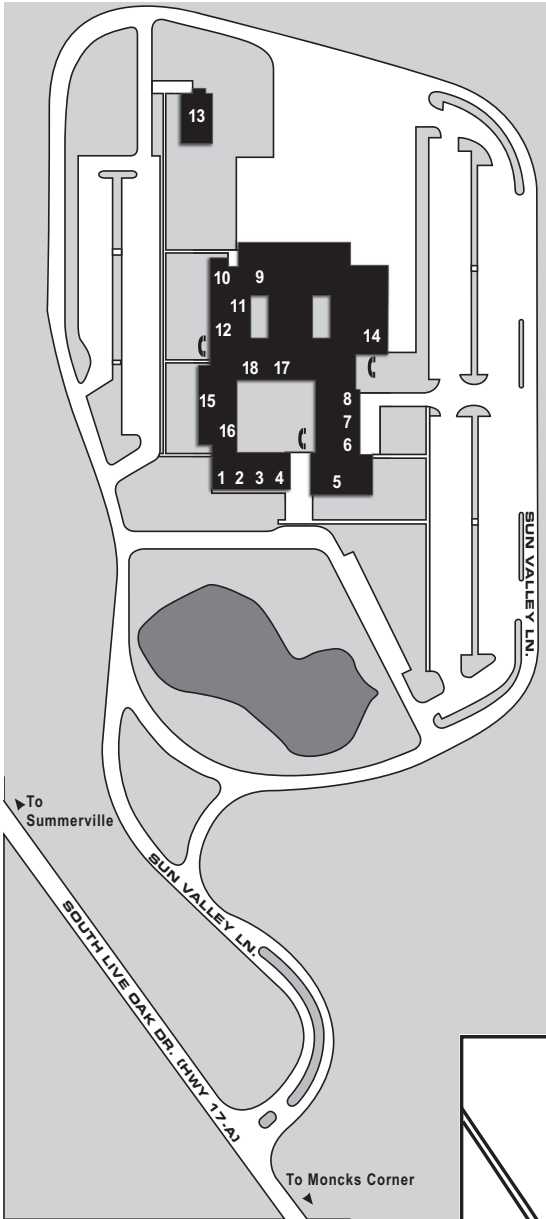 13
10 9
11
12
14
18 17
15
8
16
7
6
1 2 3 4
5
SUN VALLEY LN.
To
Summerville
SUN VALLEY LN.
SOUTH LIVE OAK DR. (HWY 17-A)
To Moncks Corner